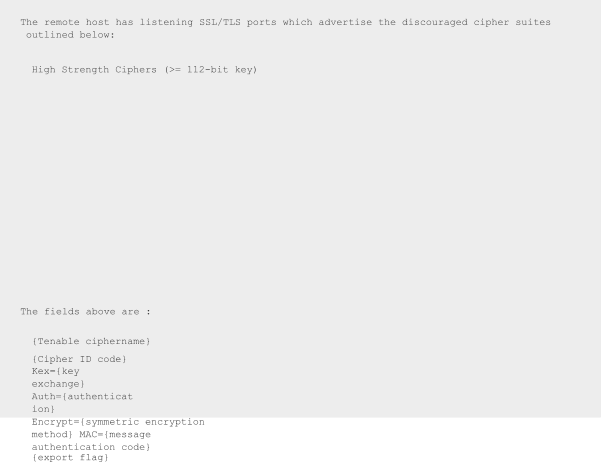 The remote host has listening SSL/TLS ports which advertise the discouraged cipher suites
outlined below:
High Strength Ciphers (>= 112-bit key)
The fields above are :
{Tenable ciphername}
{Cipher ID code}
Kex={key
exchange}
Auth={authenticat
ion}
Encrypt={symmetric encryption
method} MAC={message
authentication code}
{export flag}